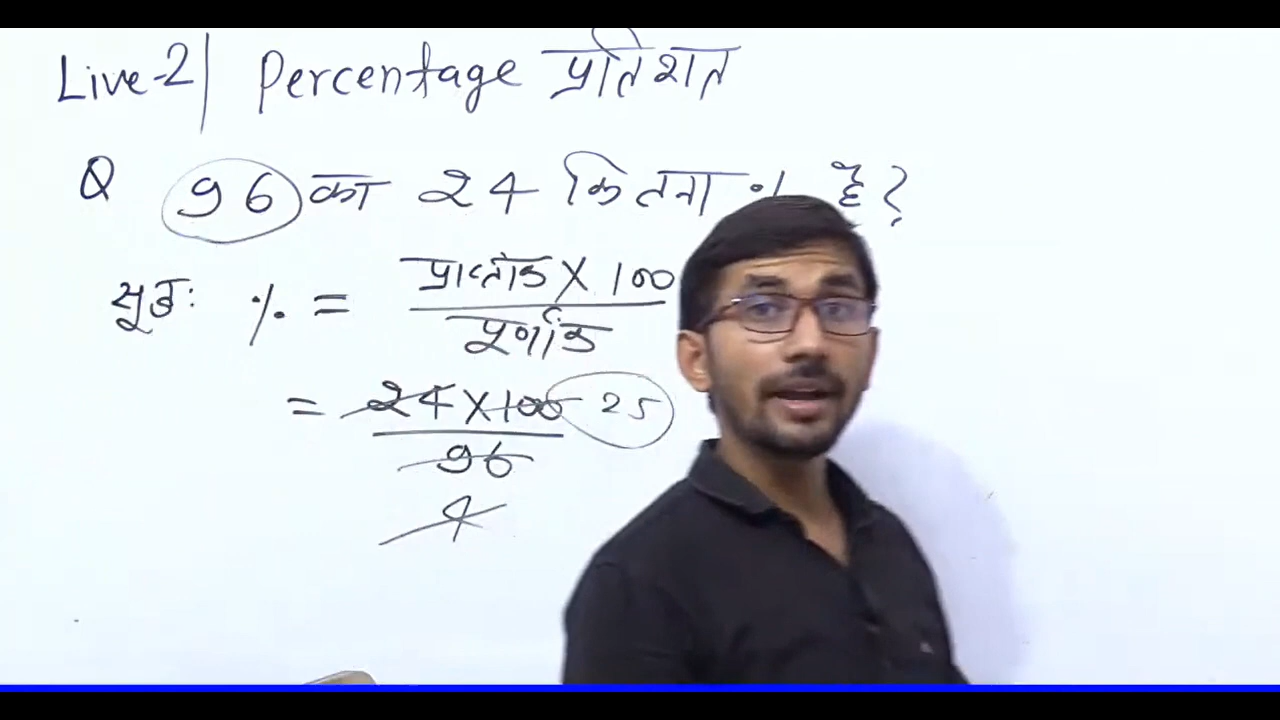 Live-2| Percentage प्रतिशत
Q 96 का 24 कितना % है?
सूत्र: % = प्राप्तांक X 100
पूर्णांक
= 24 X 100 25
96
4